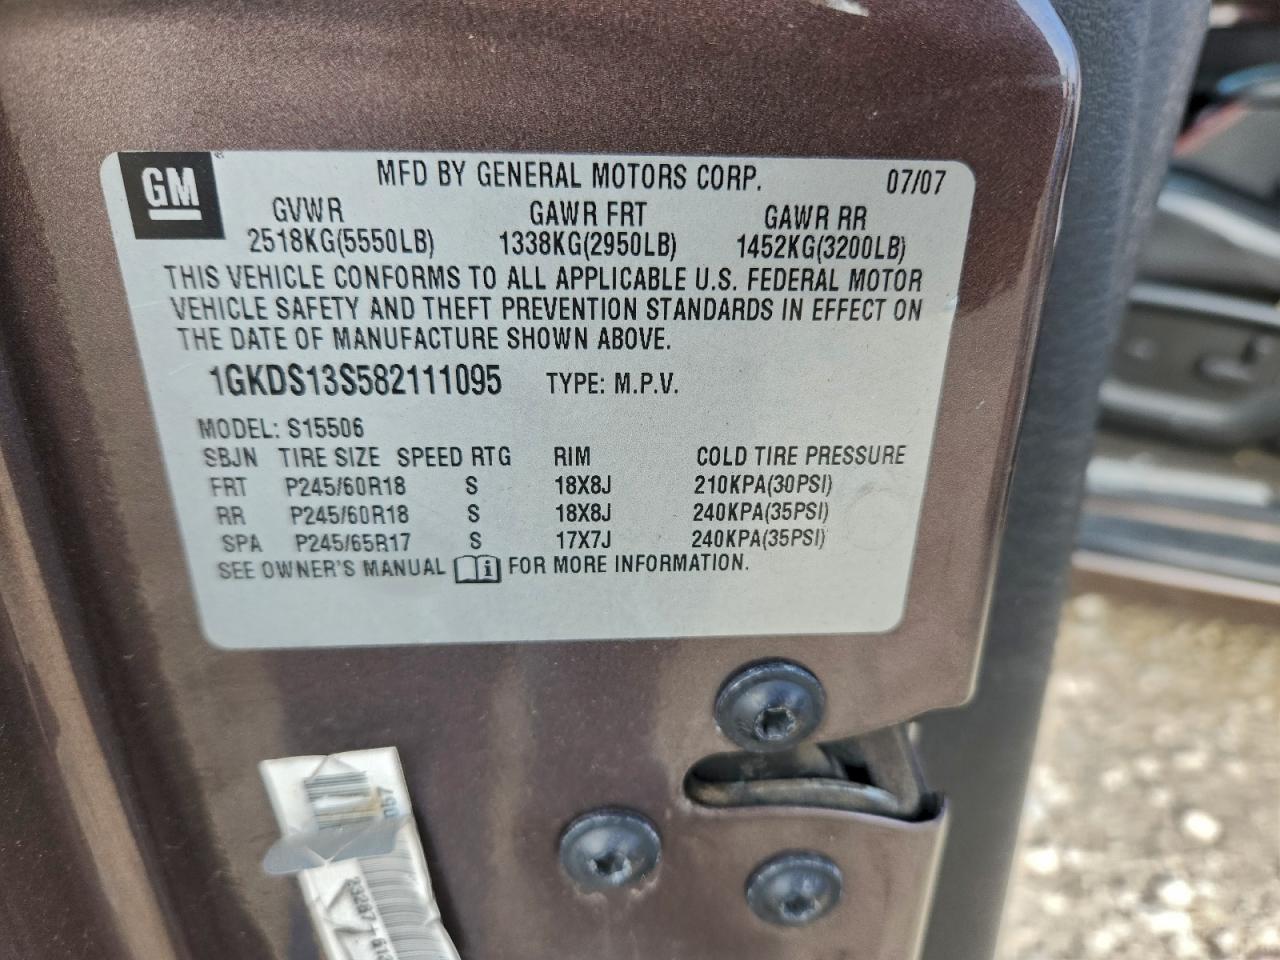 GM
MFD BY GENERAL MOTORS CORP. 07/07
GVWR GAWR FRT GAWR RR
2518KG(5550LB) 1338KG(2950LB) 1452KG(3200LB)
THIS VEHICLE CONFORMS TO ALL APPLICABLE U.S. FEDERAL MOTOR
VEHICLE SAFETY AND THEFT PREVENTION STANDARDS IN EFFECT ON
THE DATE OF MANUFACTURE SHOWN ABOVE.
1GKDS13S582111095 TYPE: M.P.V.
MODEL: S15506
SBJN TIRE SIZE SPEED RTG RIM COLD TIRE PRESSURE
FRT P245/60R18 S 18X8J 210KPA(30PSI)
RR P245/60R18 S 18X8J 240KPA(35PSI)
SPA P245/65R17 S 17X7J 240KPA(35PSI)
SEE OWNER'S MANUAL i FOR MORE INFORMATION.